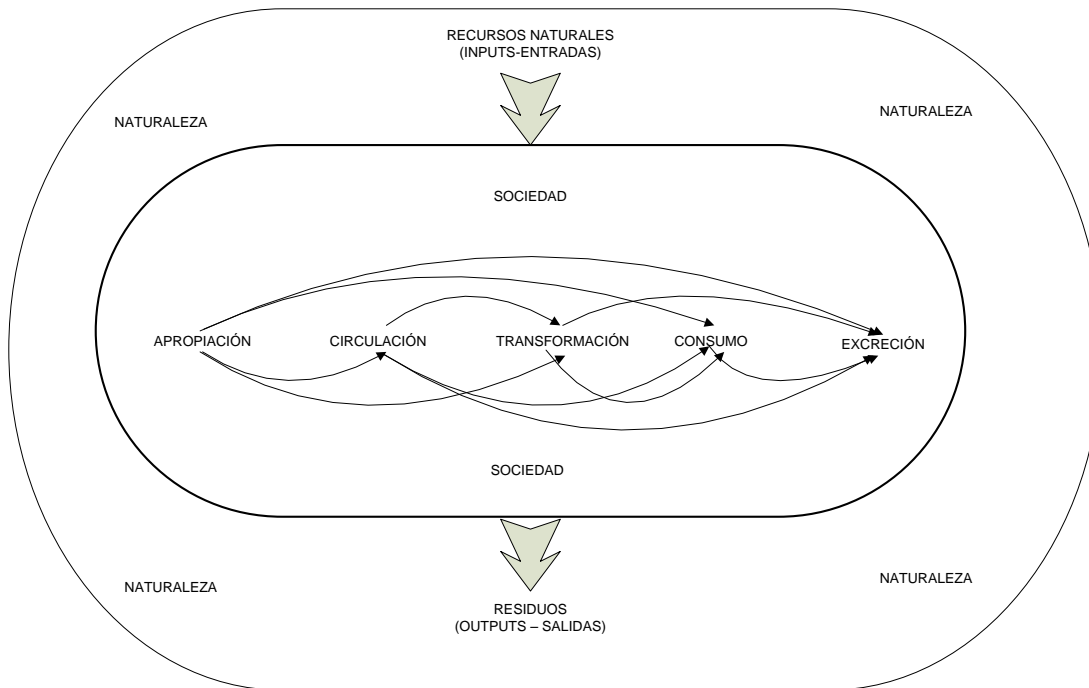 RECURSOS NATURALES
(INPUTS-ENTRADAS)
NATURALEZA
NATURALEZA
SOCIEDAD
APROPIACIÓN
CIRCULACIÓN
TRANSFORMACIÓN
CONSUMO
EXCRECIÓN
SOCIEDAD
NATURALEZA
NATURALEZA
RESIDUOS
(OUTPUTS – SALIDAS)